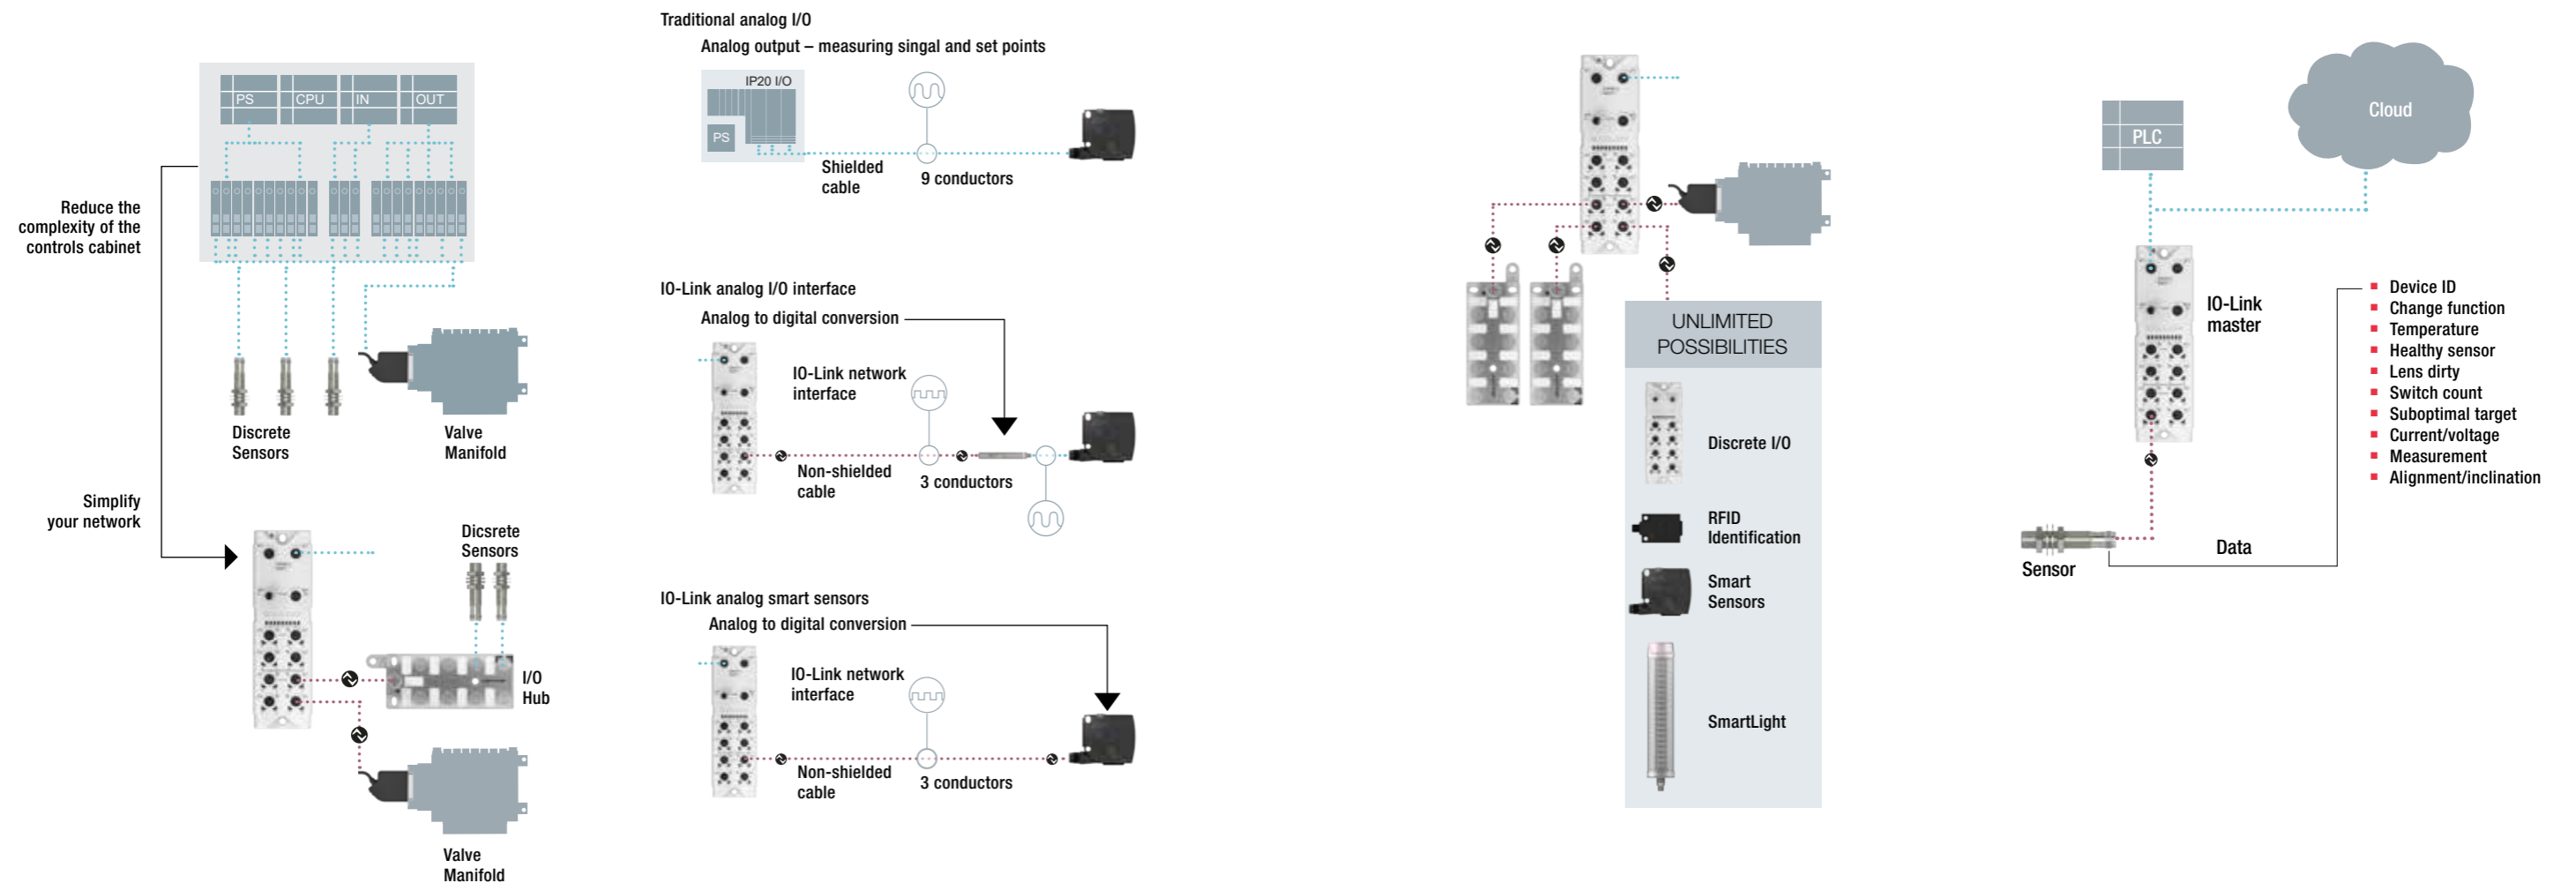 PS
CPU
IN
OUT
Reduce the
complexity of the
controls cabinet
Discrete
Sensors
Valve
Manifold
Simplify
your network
Dicsrete
Sensors
I/O
Hub
Valve
Manifold
Traditional analog I/O
Analog output – measuring singal and set points
IP20 I/O
PS
Shielded
cable
9 conductors
IO-Link analog I/O interface
Analog to digital conversion
IO-Link network
interface
Non-shielded
cable
3 conductors
IO-Link analog smart sensors
Analog to digital conversion
IO-Link network
interface
Non-shielded
cable
3 conductors
UNLIMITED
POSSIBILITIES
Discrete I/O
RFID
Identification
Smart
Sensors
SmartLight
PLC
Cloud
IO-Link
master
Device ID
Change function
Temperature
Healthy sensor
Lens dirty
Switch count
Suboptimal target
Current/voltage
Measurement
Alignment/inclination
Data
Sensor